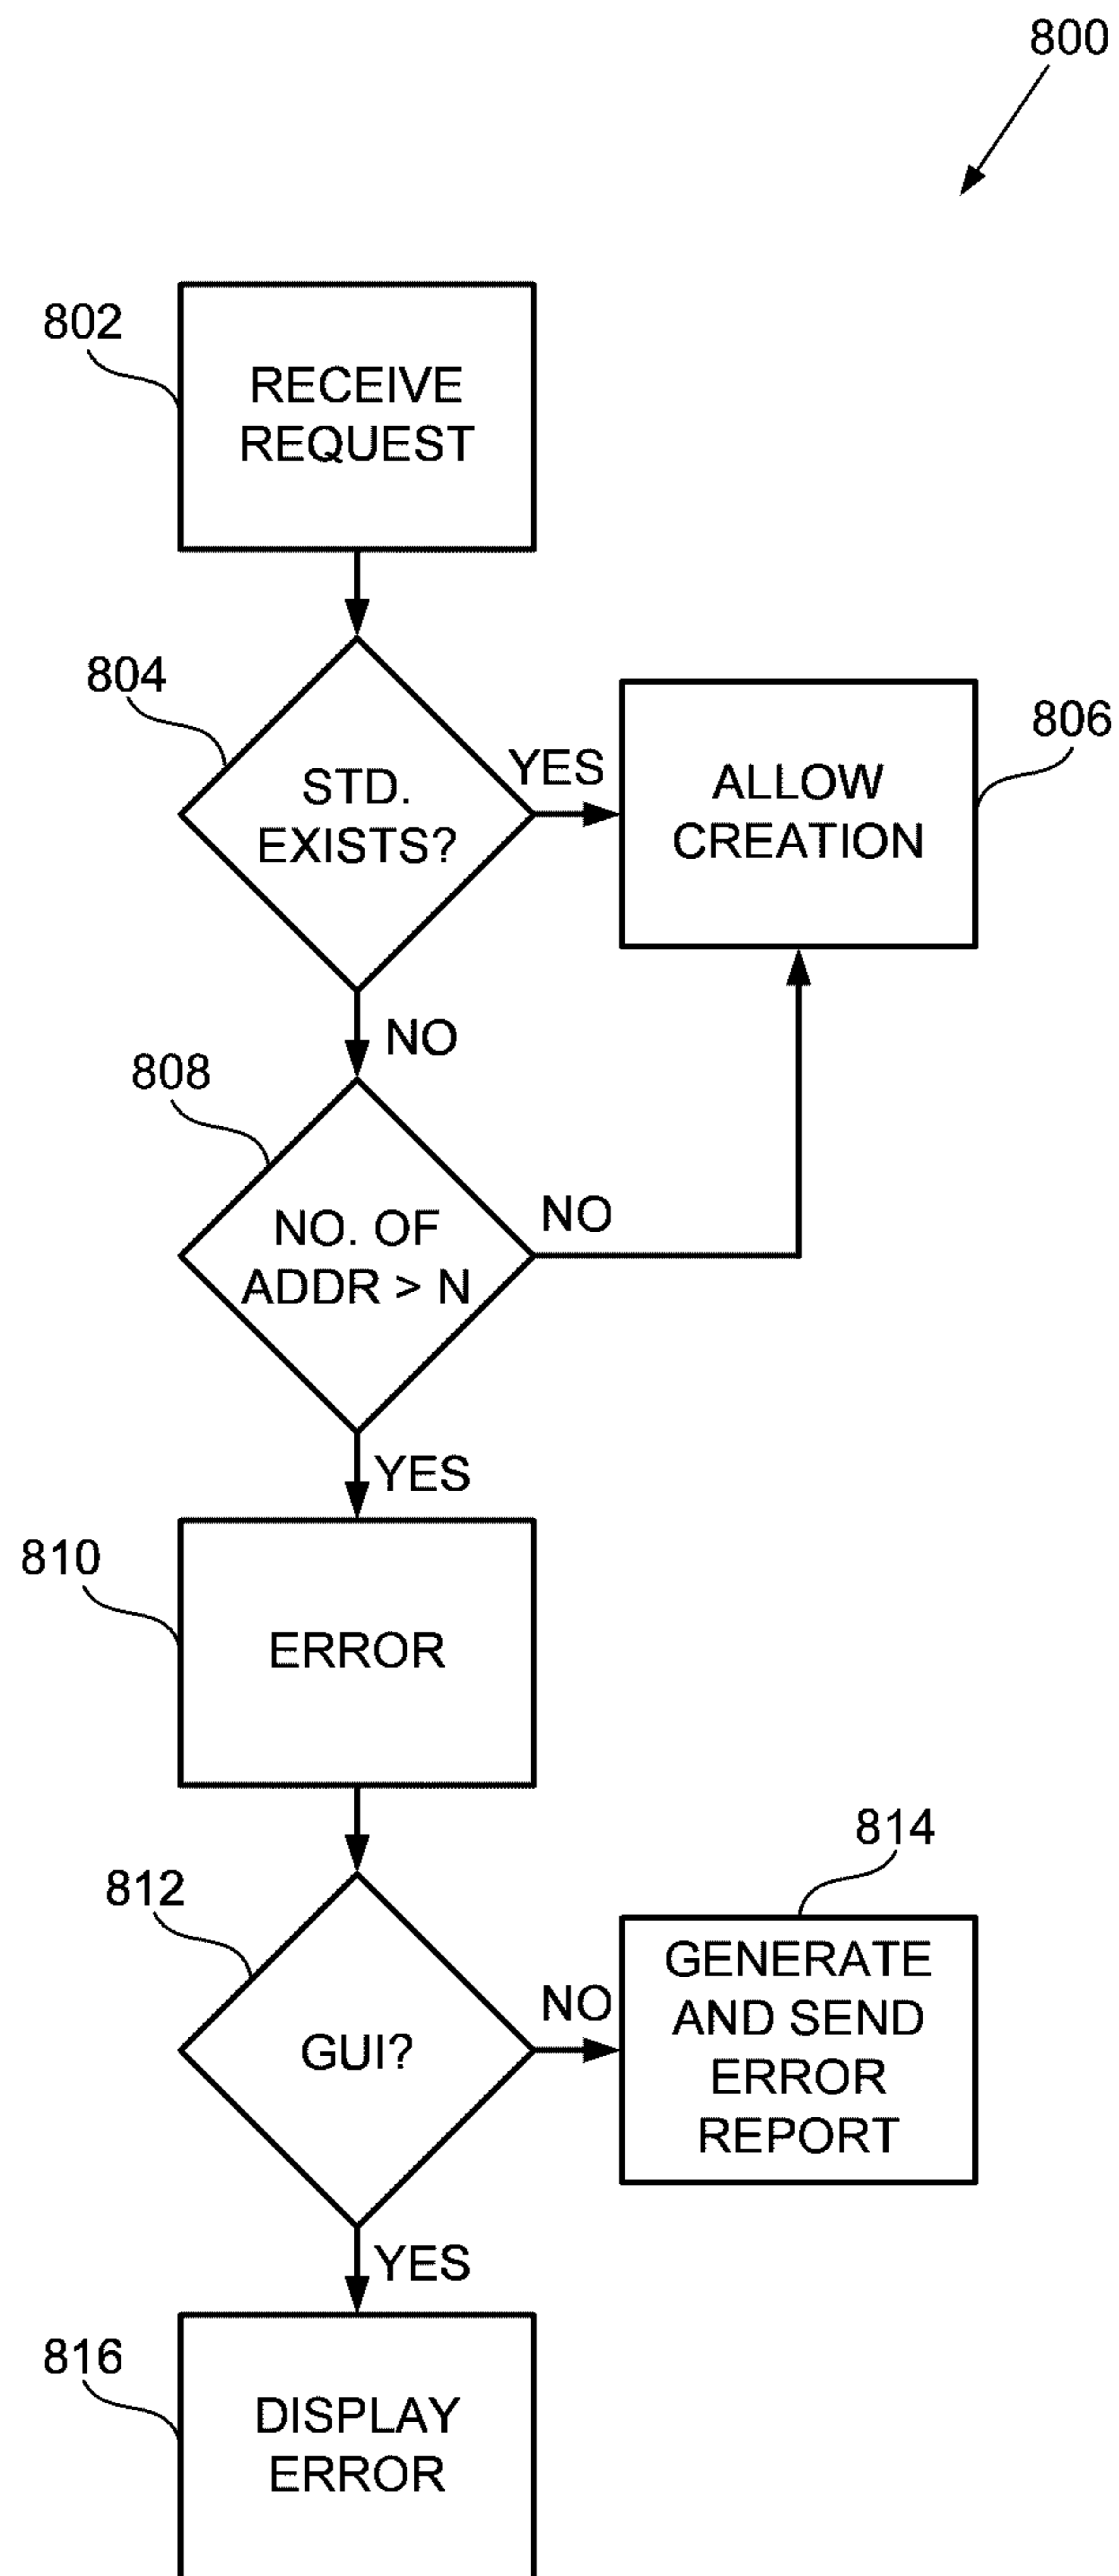 800
802
RECEIVE
REQUEST
804
STD.
EXISTS?
YES
ALLOW
CREATION
806
NO
808
NO. OF
ADDR > N
NO
YES
810
ERROR
812
GUI?
NO
814
GENERATE
AND SEND
ERROR
REPORT
YES
816
DISPLAY
ERROR